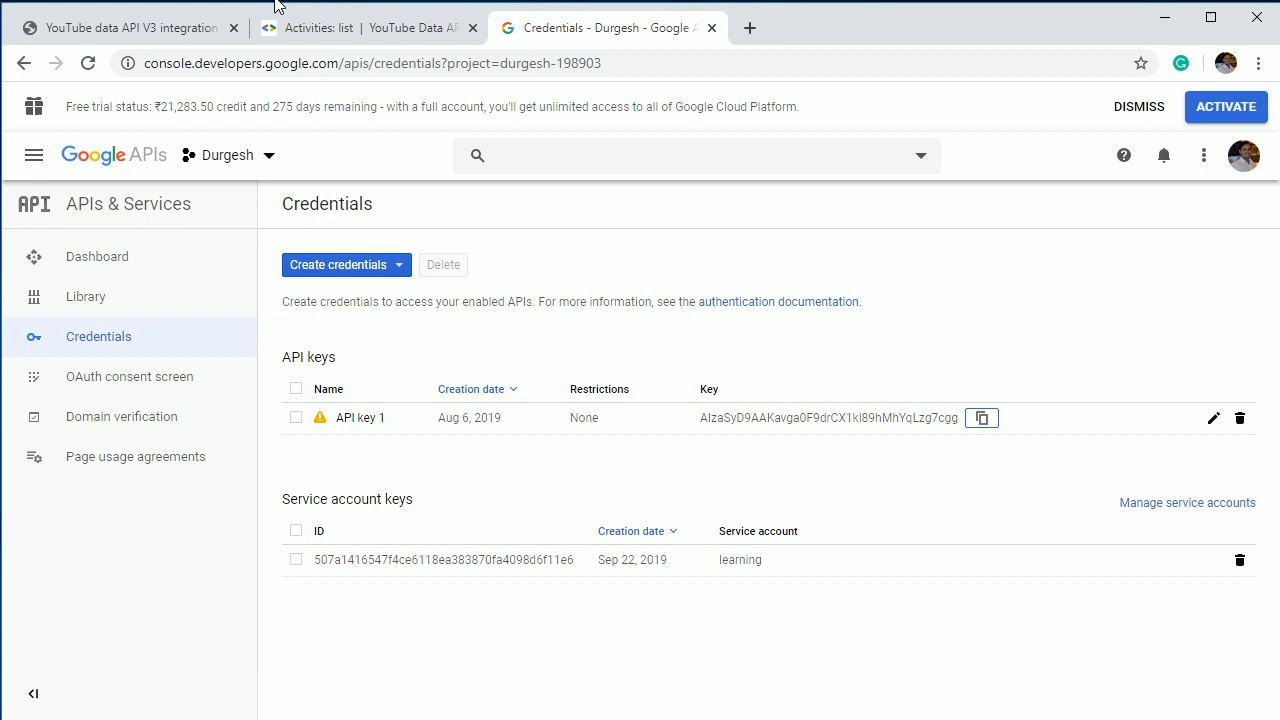 YouTube data API V3 integration
Activities: list | YouTube Data AP
Credentials - Durgesh - Google A
console.developers.google.com/apis/credentials?project=durgesh-198903
Free trial status: ₹21,283.50 credit and 275 days remaining - with a full account, you'll get unlimited access to all of Google Cloud Platform.
DISMISS
ACTIVATE
Google APIs
Durgesh
API APIs & Services
Credentials
Dashboard
Library
Credentials
OAuth consent screen
Domain verification
Page usage agreements
Create credentials
Delete
Create credentials to access your enabled APIs. For more information, see the authentication documentation.
API keys
Name Creation date Restrictions Key
API key 1 Aug 6, 2019 None AIzaSyD9AAKavga0F9drCX1kl89hMhYqLzg7cgg
Service account keys
Manage service accounts
ID Creation date Service account
507a1416547f4ce6118ea383870fa4098d6f11e6 Sep 22, 2019 learning